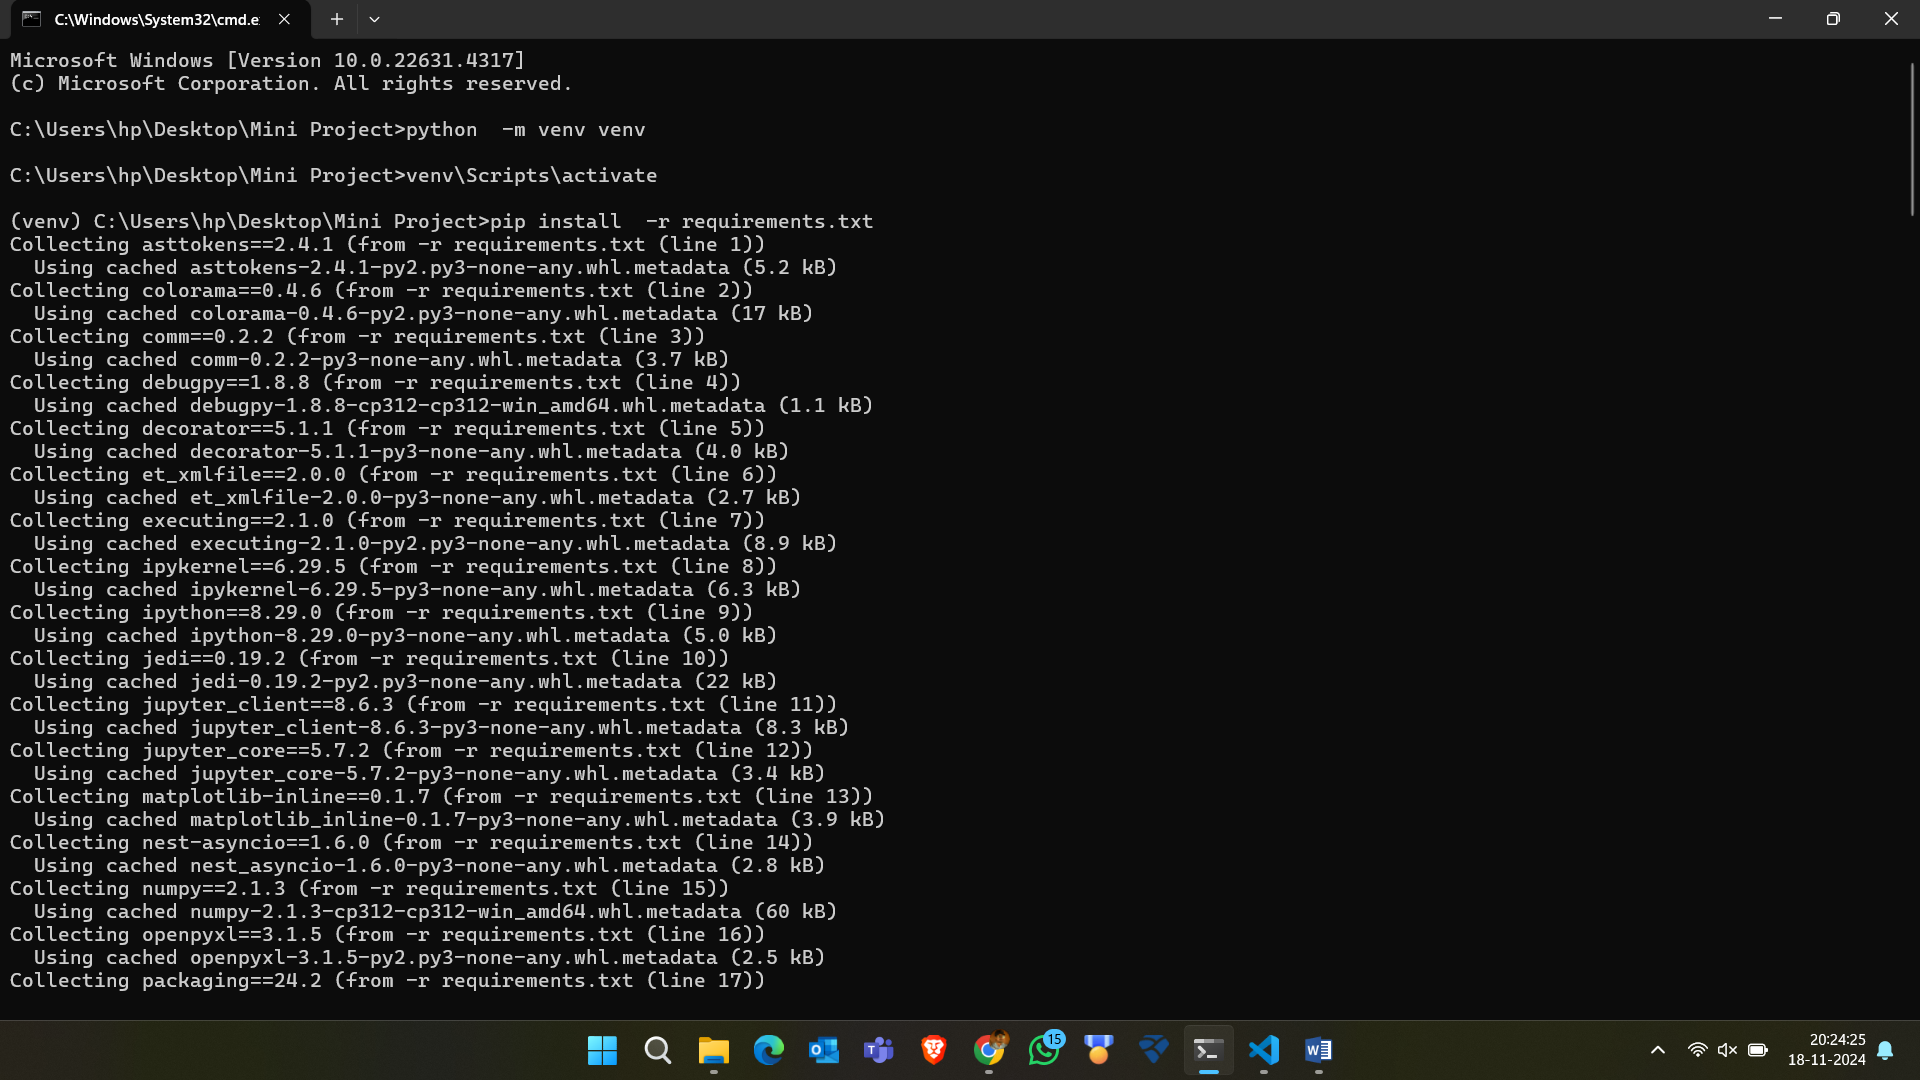 C:\Windows\System32\cmd.e
Microsoft Windows [Version 10.0.22631.4317]
(c) Microsoft Corporation. All rights reserved.
C:\Users\hp\Desktop\Mini Project>python  -m venv venv
C:\Users\hp\Desktop\Mini Project>venv\Scripts\activate
(venv) C:\Users\hp\Desktop\Mini Project>pip install  -r requirements.txt
Collecting asttokens==2.4.1 (from -r requirements.txt (line 1))
  Using cached asttokens-2.4.1-py2.py3-none-any.whl.metadata (5.2 kB)
Collecting colorama==0.4.6 (from -r requirements.txt (line 2))
  Using cached colorama-0.4.6-py2.py3-none-any.whl.metadata (17 kB)
Collecting comm==0.2.2 (from -r requirements.txt (line 3))
  Using cached comm-0.2.2-py3-none-any.whl.metadata (3.7 kB)
Collecting debugpy==1.8.8 (from -r requirements.txt (line 4))
  Using cached debugpy-1.8.8-cp312-cp312-win_amd64.whl.metadata (1.1 kB)
Collecting decorator==5.1.1 (from -r requirements.txt (line 5))
  Using cached decorator-5.1.1-py3-none-any.whl.metadata (4.0 kB)
Collecting et_xmlfile==2.0.0 (from -r requirements.txt (line 6))
  Using cached et_xmlfile-2.0.0-py3-none-any.whl.metadata (2.7 kB)
Collecting executing==2.1.0 (from -r requirements.txt (line 7))
  Using cached executing-2.1.0-py2.py3-none-any.whl.metadata (8.9 kB)
Collecting ipykernel==6.29.5 (from -r requirements.txt (line 8))
  Using cached ipykernel-6.29.5-py3-none-any.whl.metadata (6.3 kB)
Collecting ipython==8.29.0 (from -r requirements.txt (line 9))
  Using cached ipython-8.29.0-py3-none-any.whl.metadata (5.0 kB)
Collecting jedi==0.19.2 (from -r requirements.txt (line 10))
  Using cached jedi-0.19.2-py2.py3-none-any.whl.metadata (22 kB)
Collecting jupyter_client==8.6.3 (from -r requirements.txt (line 11))
  Using cached jupyter_client-8.6.3-py3-none-any.whl.metadata (8.3 kB)
Collecting jupyter_core==5.7.2 (from -r requirements.txt (line 12))
  Using cached jupyter_core-5.7.2-py3-none-any.whl.metadata (3.4 kB)
Collecting matplotlib-inline==0.1.7 (from -r requirements.txt (line 13))
  Using cached matplotlib_inline-0.1.7-py3-none-any.whl.metadata (3.9 kB)
Collecting nest-asyncio==1.6.0 (from -r requirements.txt (line 14))
  Using cached nest_asyncio-1.6.0-py3-none-any.whl.metadata (2.8 kB)
Collecting numpy==2.1.3 (from -r requirements.txt (line 15))
  Using cached numpy-2.1.3-cp312-cp312-win_amd64.whl.metadata (60 kB)
Collecting openpyxl==3.1.5 (from -r requirements.txt (line 16))
  Using cached openpyxl-3.1.5-py2.py3-none-any.whl.metadata (2.5 kB)
Collecting packaging==24.2 (from -r requirements.txt (line 17))
15
20:24:25
18-11-2024